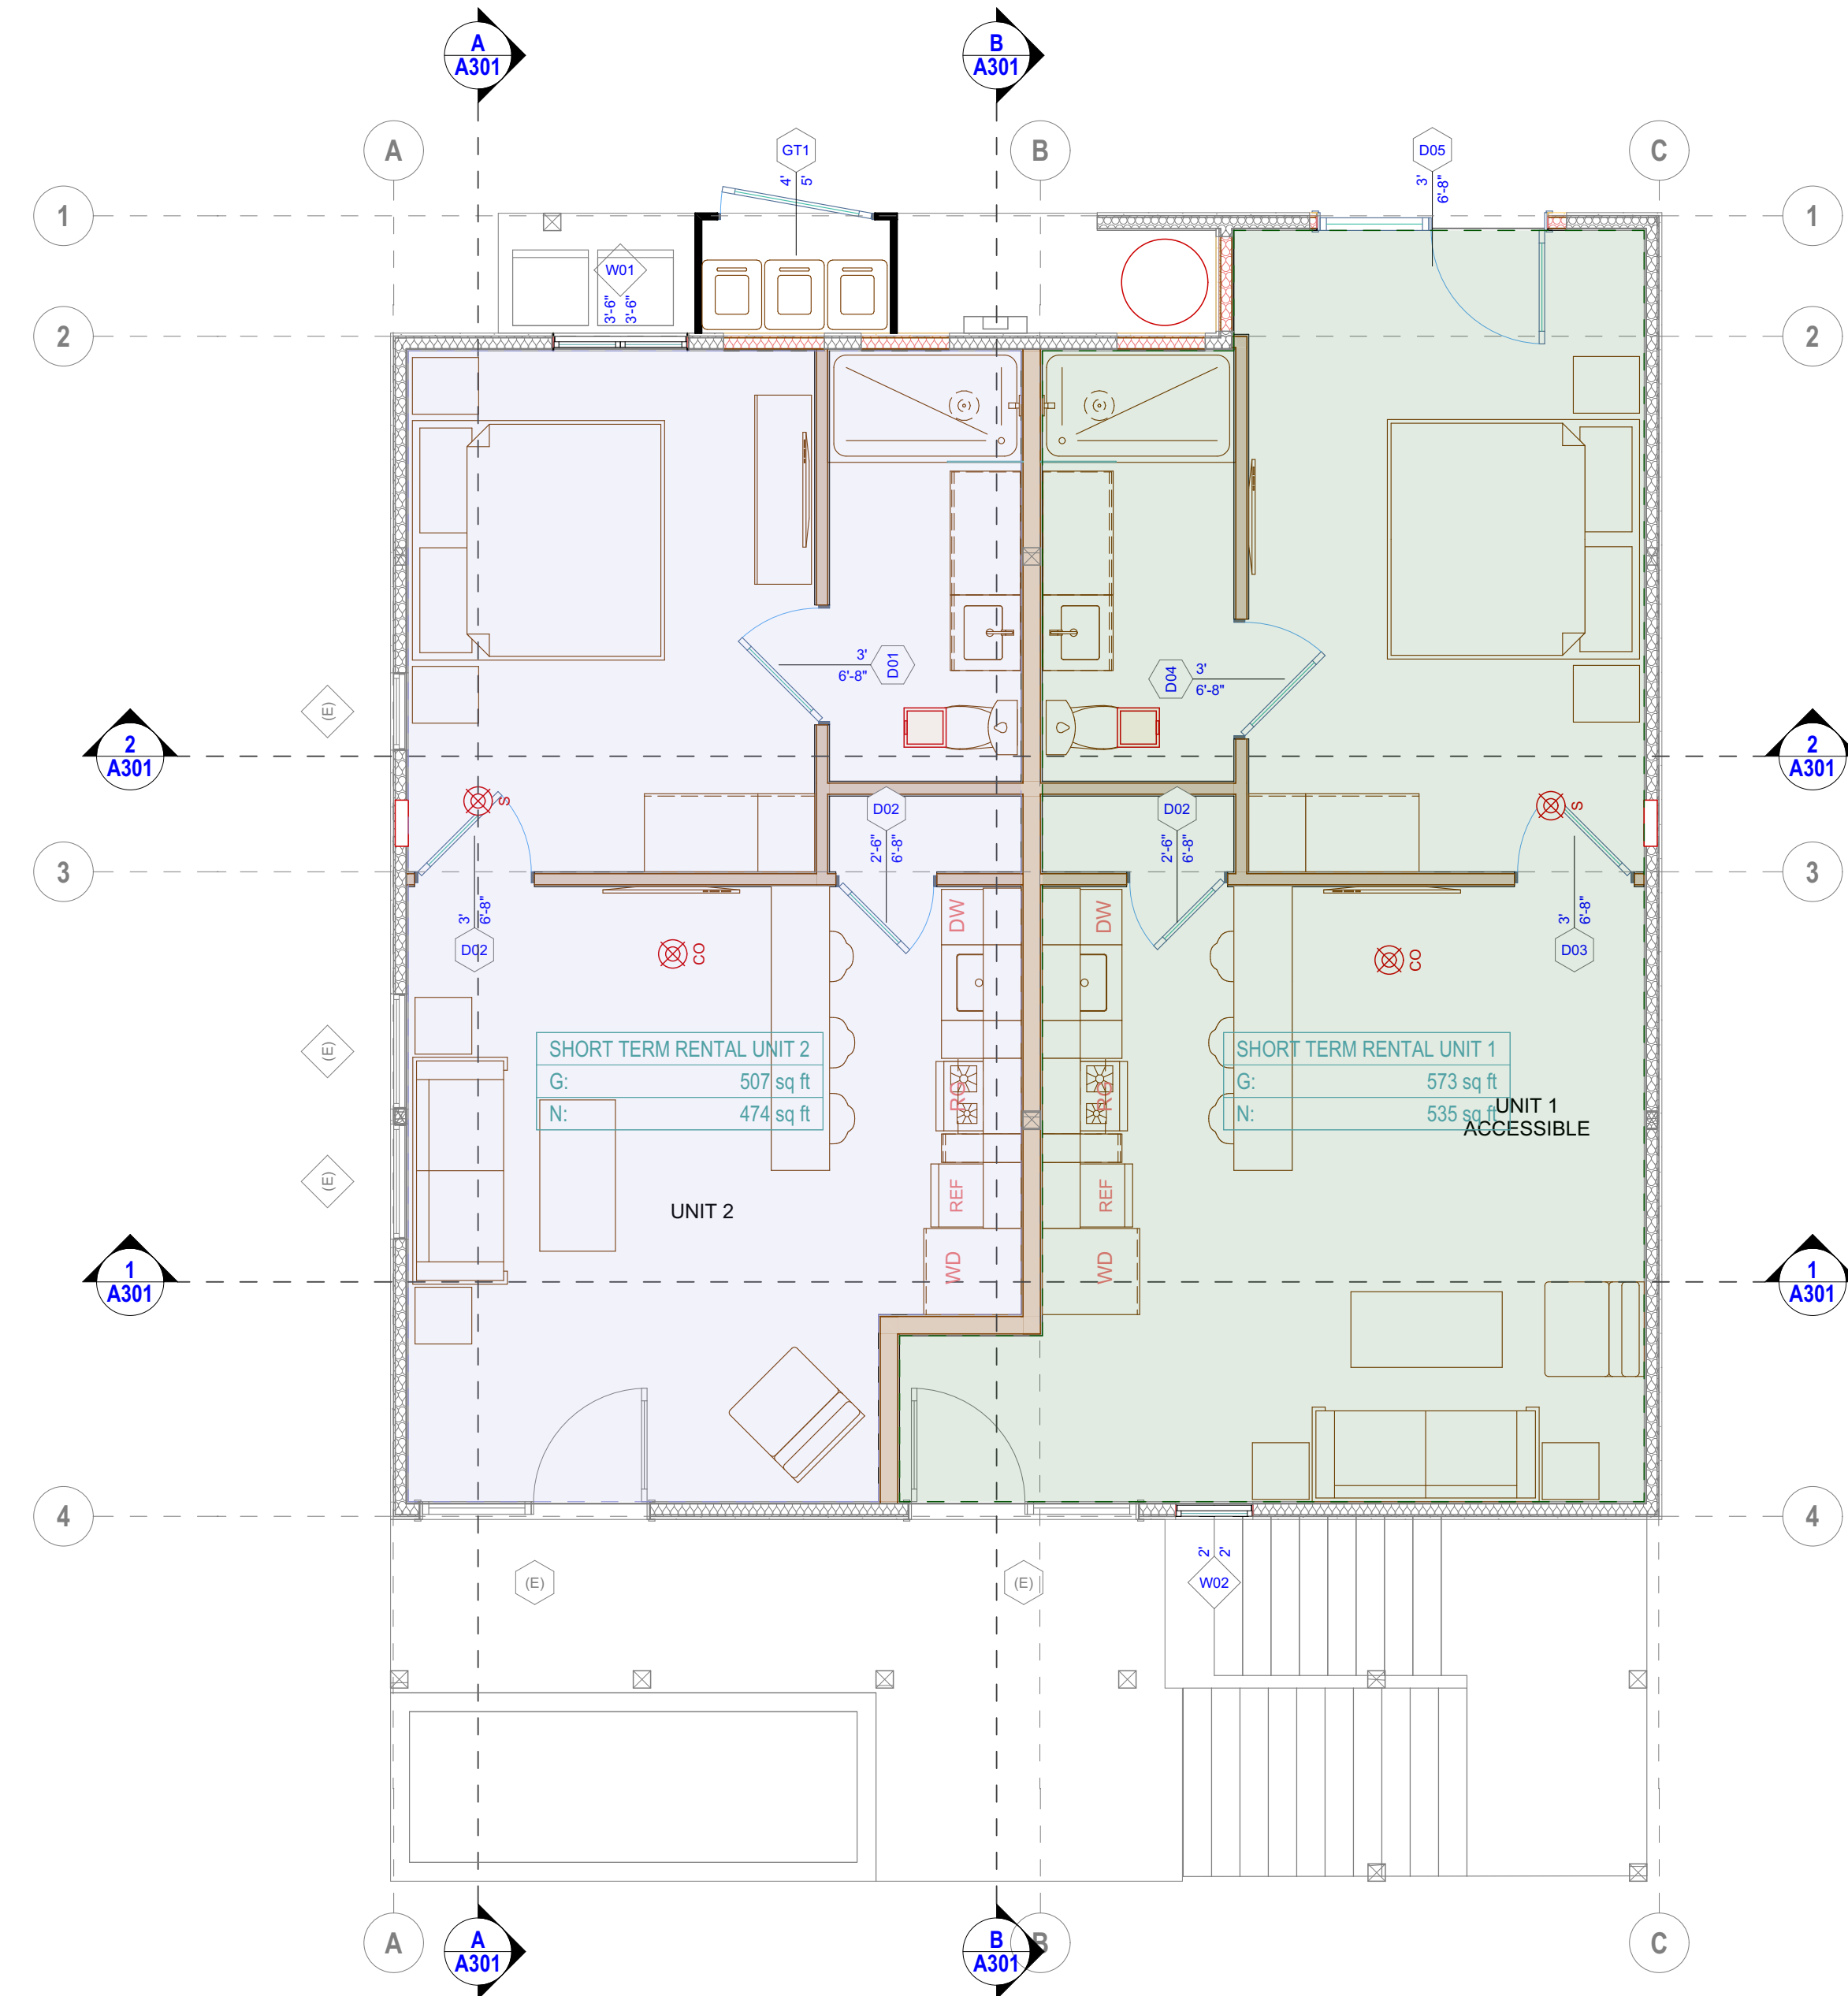 A
A301
B
A301
A
GT1
4'
5'
B
D05
3'
6'-8"
C
1
1
W01
3'-6"
3'-6"
2
2
3'
6'-8"
D01
D04
3'
6'-8"
(E)
2
A301
2
A301
S
S
D02
2'-6"
6'-8"
D02
2'-6"
6'-8"
3
3
3'
6'-8"
D02
CO
DW
DW
CO
3'
6'-8"
D03
(E)
SHORT TERM RENTAL UNIT 2
G: 507 sq ft
N: 474 sq ft
RG
RG
SHORT TERM RENTAL UNIT 1
G: 573 sq ft
N: 535 sq ft
UNIT 1
ACCESSIBLE
(E)
UNIT 2
REF
REF
WD
WD
1
A301
1
A301
4
4
(E)
(E)
2'
2'
W02
A
A
A301
B
A301
B
C